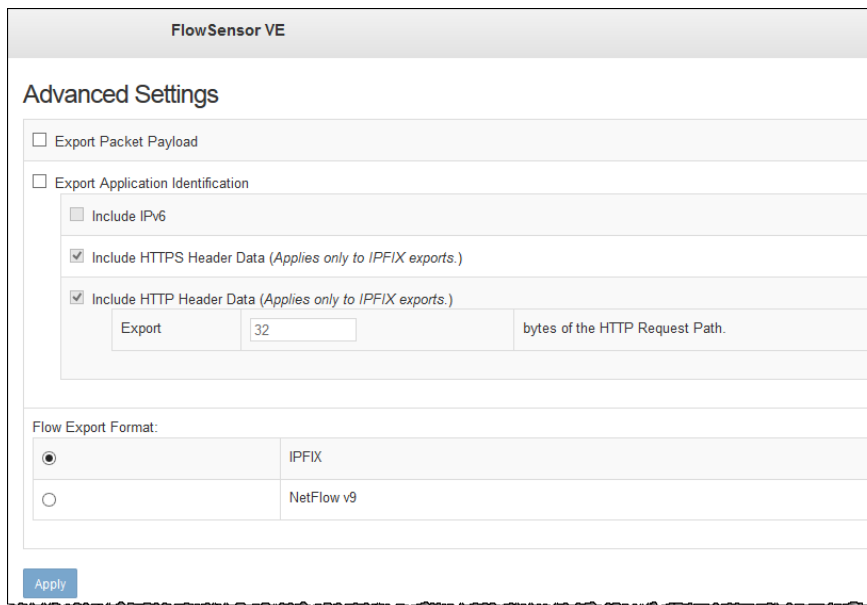 FlowSensor VE
Advanced Settings
Export Packet Payload
Export Application Identification
Include IPv6
Include HTTPS Header Data (Applies only to IPFIX exports.)
Include HTTP Header Data (Applies only to IPFIX exports.)
Export 32 bytes of the HTTP Request Path.
Flow Export Format:
IPFIX
NetFlow v9
Apply